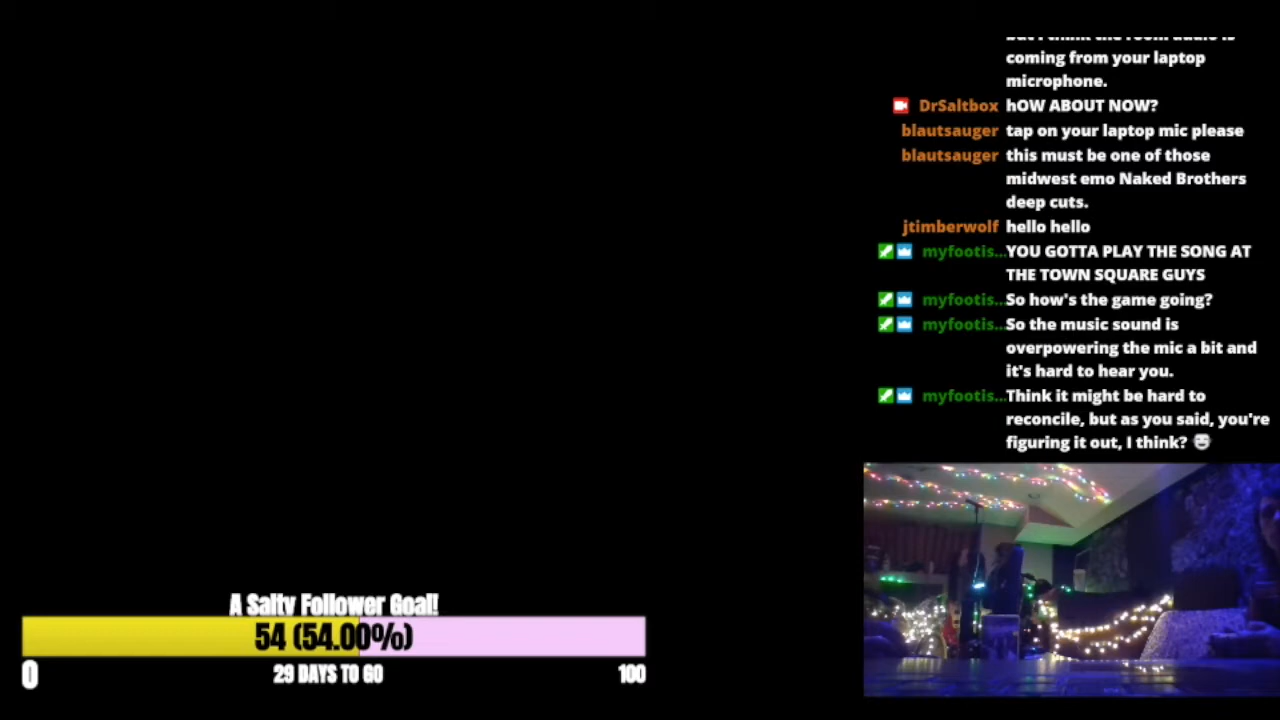 coming from your laptop
microphone.
DrSaltbox hOW ABOUT NOW?
blautsauger tap on your laptop mic please
blautsauger this must be one of those
midwest emo Naked Brothers
deep cuts.
jtimberwolf hello hello
myfootis... YOU GOTTA PLAY THE SONG AT
THE TOWN SQUARE GUYS
myfootis... So how's the game going?
myfootis... So the music sound is
overpowering the mic a bit and
it's hard to hear you.
myfootis... Think it might be hard to
reconcile, but as you said, you're
figuring it out, I think?
A Salty Follower Goal!
54 (54.00%)
0 29 DAYS TO GO 100